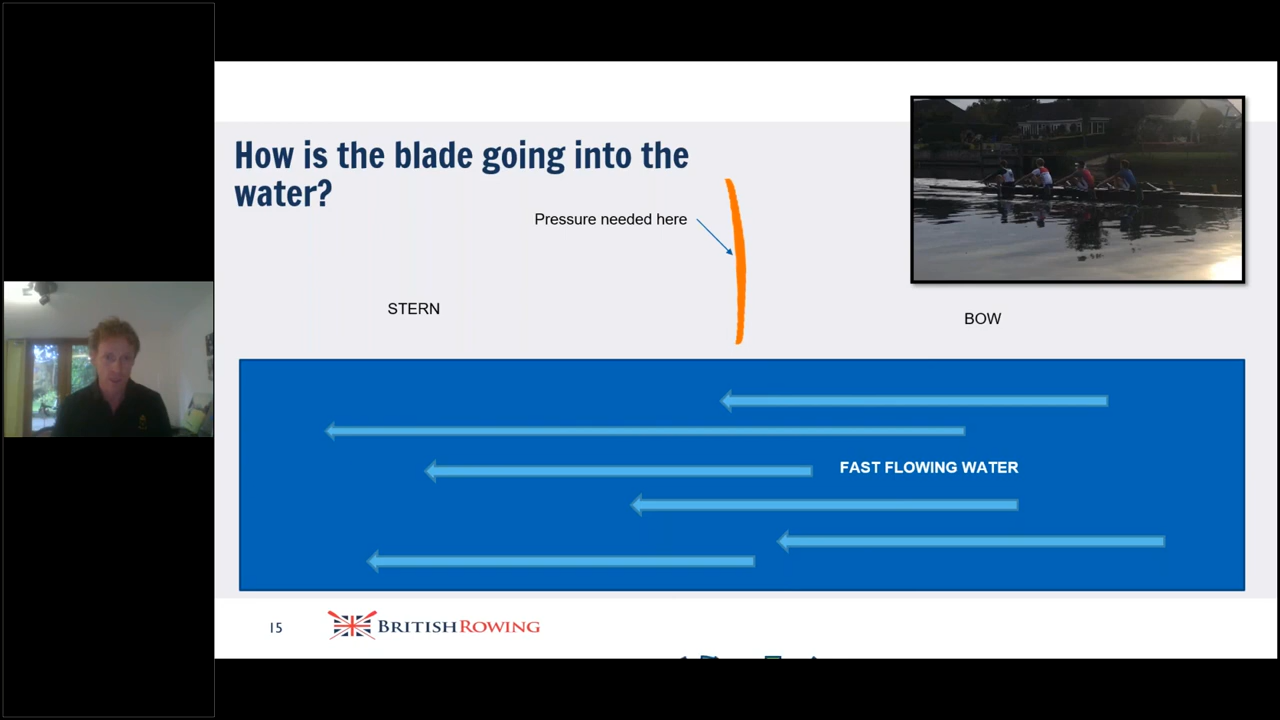 How is the blade going into the
water?
Pressure needed here
STERN
BOW
FAST FLOWING WATER
15
BRITISH ROWING